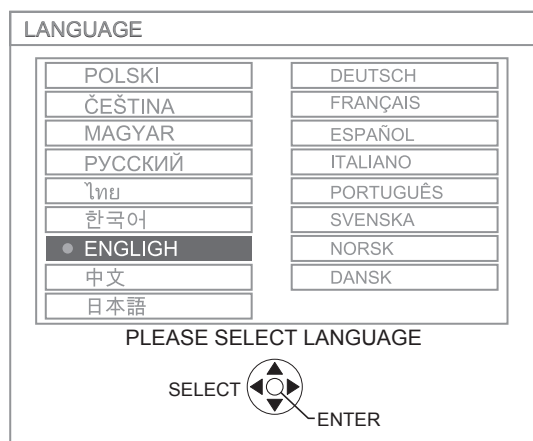 LANGUAGE
POLSKI
ČEŠTINA
MAGYAR
РУССКИЙ
ไทย
한국어
ENGLIGH
中文
日本語
DEUTSCH
FRANÇAIS
ESPAÑOL
ITALIANO
PORTUGUÊS
SVENSKA
NORSK
DANSK
PLEASE SELECT LANGUAGE
SELECT
ENTER